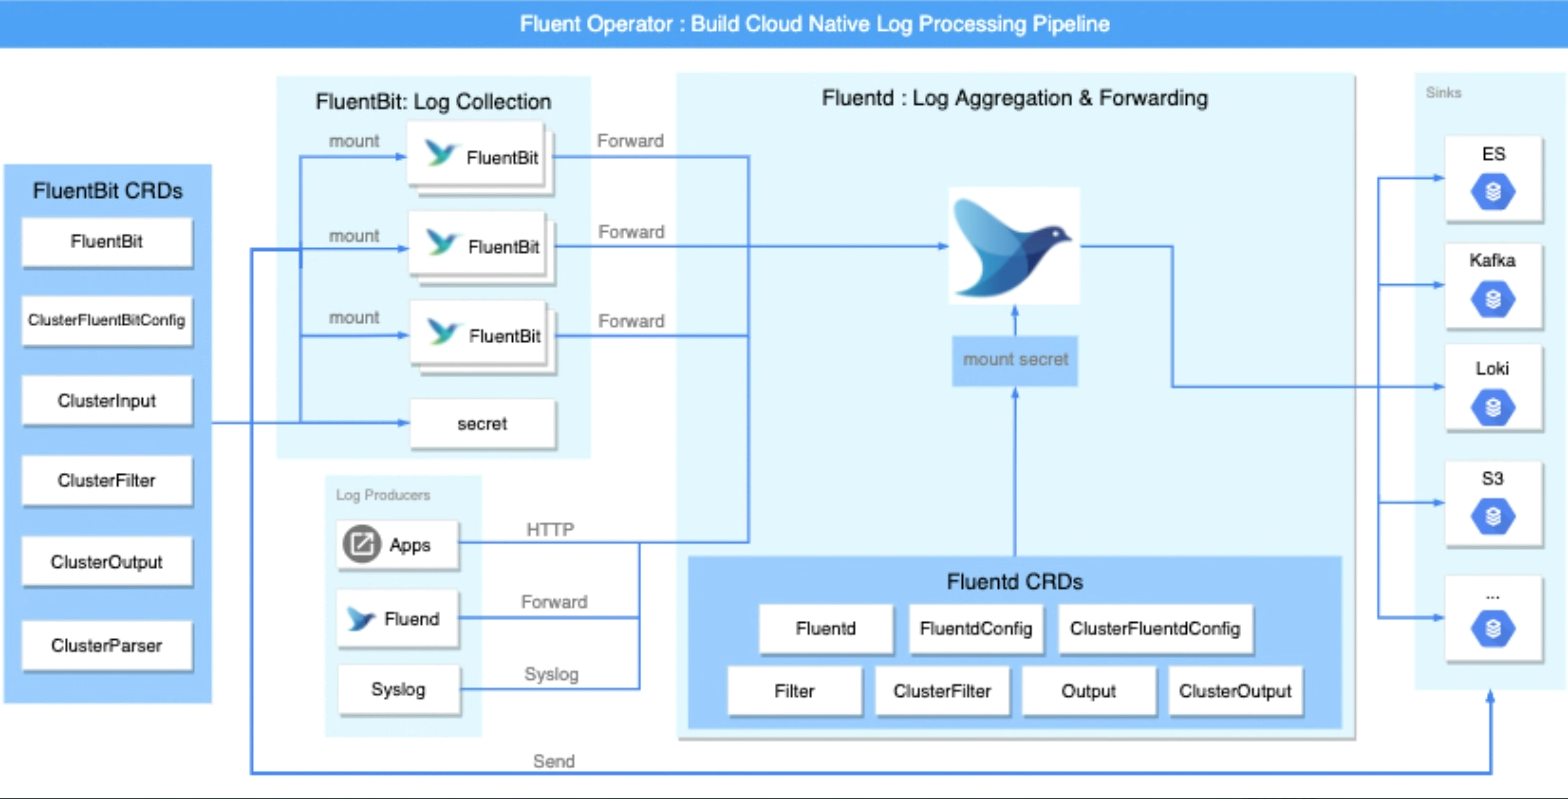 Fluent Operator : Build Cloud Native Log Processing Pipeline
FluentBit CRDs
FluentBit
ClusterFluentBitConfig
ClusterInput
ClusterFilter
ClusterOutput
ClusterParser
FluentBit: Log Collection
mount
FluentBit
Forward
mount
FluentBit
Forward
mount
FluentBit
Forward
secret
Log Producers
Apps
HTTP
Fluend
Forward
Syslog
Syslog
Send
Fluentd : Log Aggregation & Forwarding
mount secret
Fluentd CRDs
Fluentd
FluentdConfig
ClusterFluentdConfig
Filter
ClusterFilter
Output
ClusterOutput
Sinks
ES
Kafka
Loki
S3
...